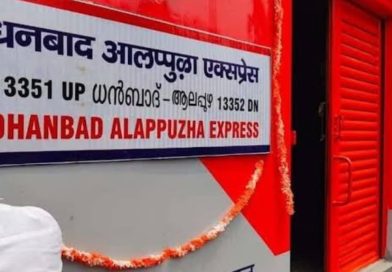 धनबाद आलप्पुऴा एक्सप्रेस
3351 UP ധൻബാദ്-ആലപ്പുഴ 13352 DN
DHANBAD ALAPPUZHA EXPRESS